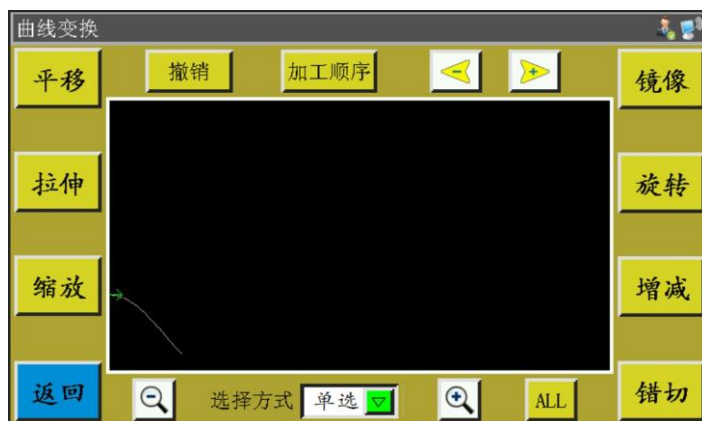 曲线变换
平移
撤销
加工顺序
-
+
镜像
拉伸
旋转
缩放
增减
返回
选择方式
单选
ALL
错切